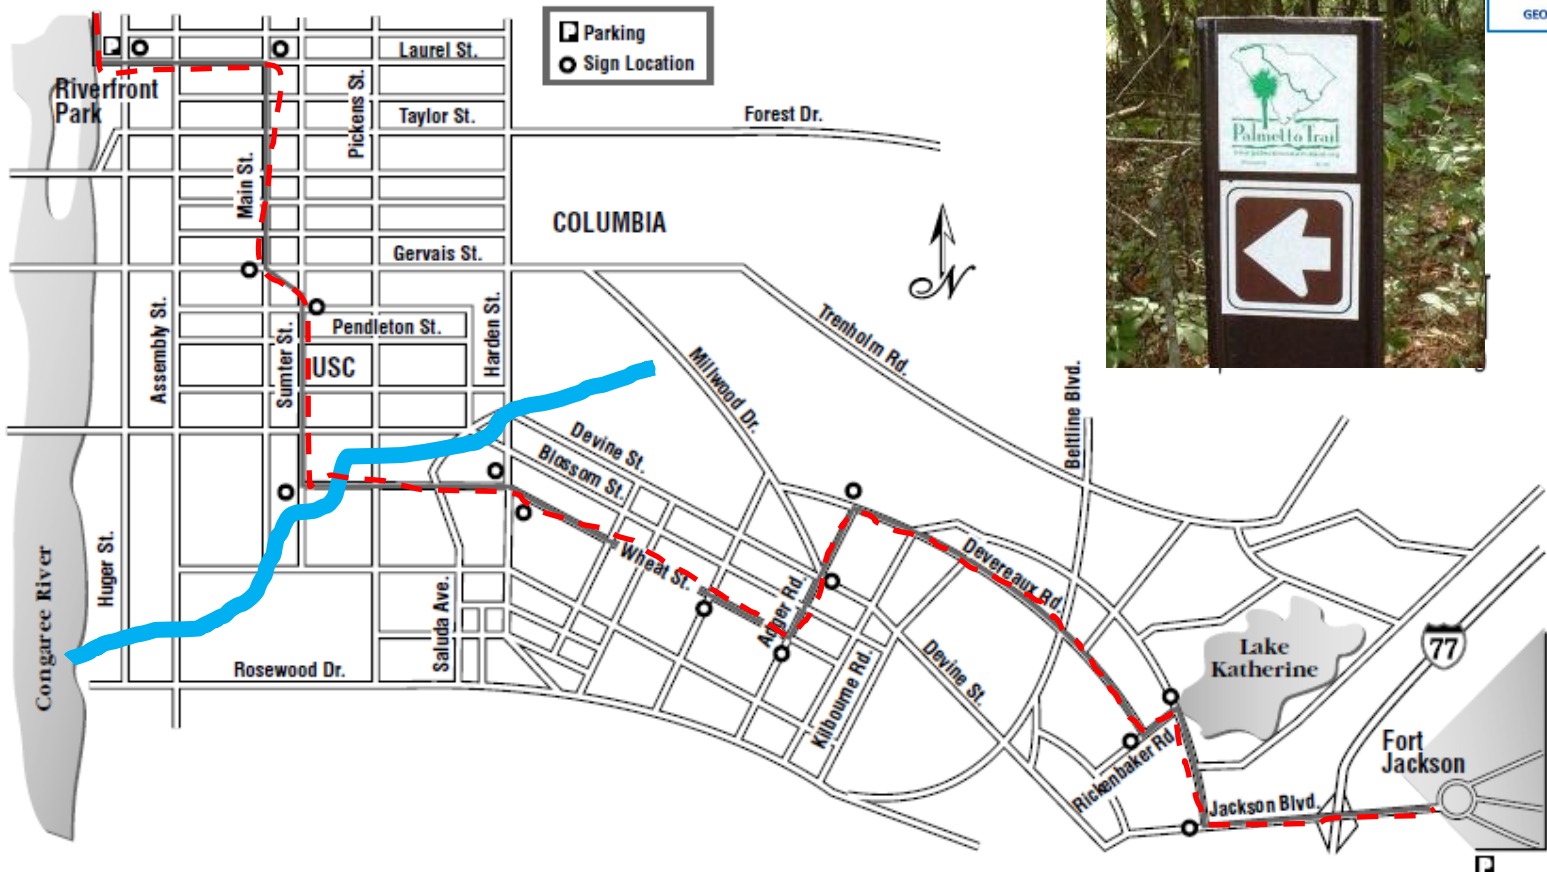 Parking
Sign Location
GEO
Laurel St.
Riverfront
Park
Pickens St.
Taylor St.
Forest Dr.
Palmetto Trail
Main St.
COLUMBIA
Gervais St.
N
Assembly St.
Sumter St.
Pendleton St.
Harden St.
USC
Trenholm Rd.
Millwood Dr.
Beltline Blvd.
Devine St.
Blossom St.
Huger St.
Congaree River
Wheat St.
Adger Rd.
Devereaux Rd.
Saluda Ave.
Rosewood Dr.
Kilbourne Rd.
Devine St.
Lake
Katherine
77
Rickenbaker Rd.
Fort
Jackson
Jackson Blvd.